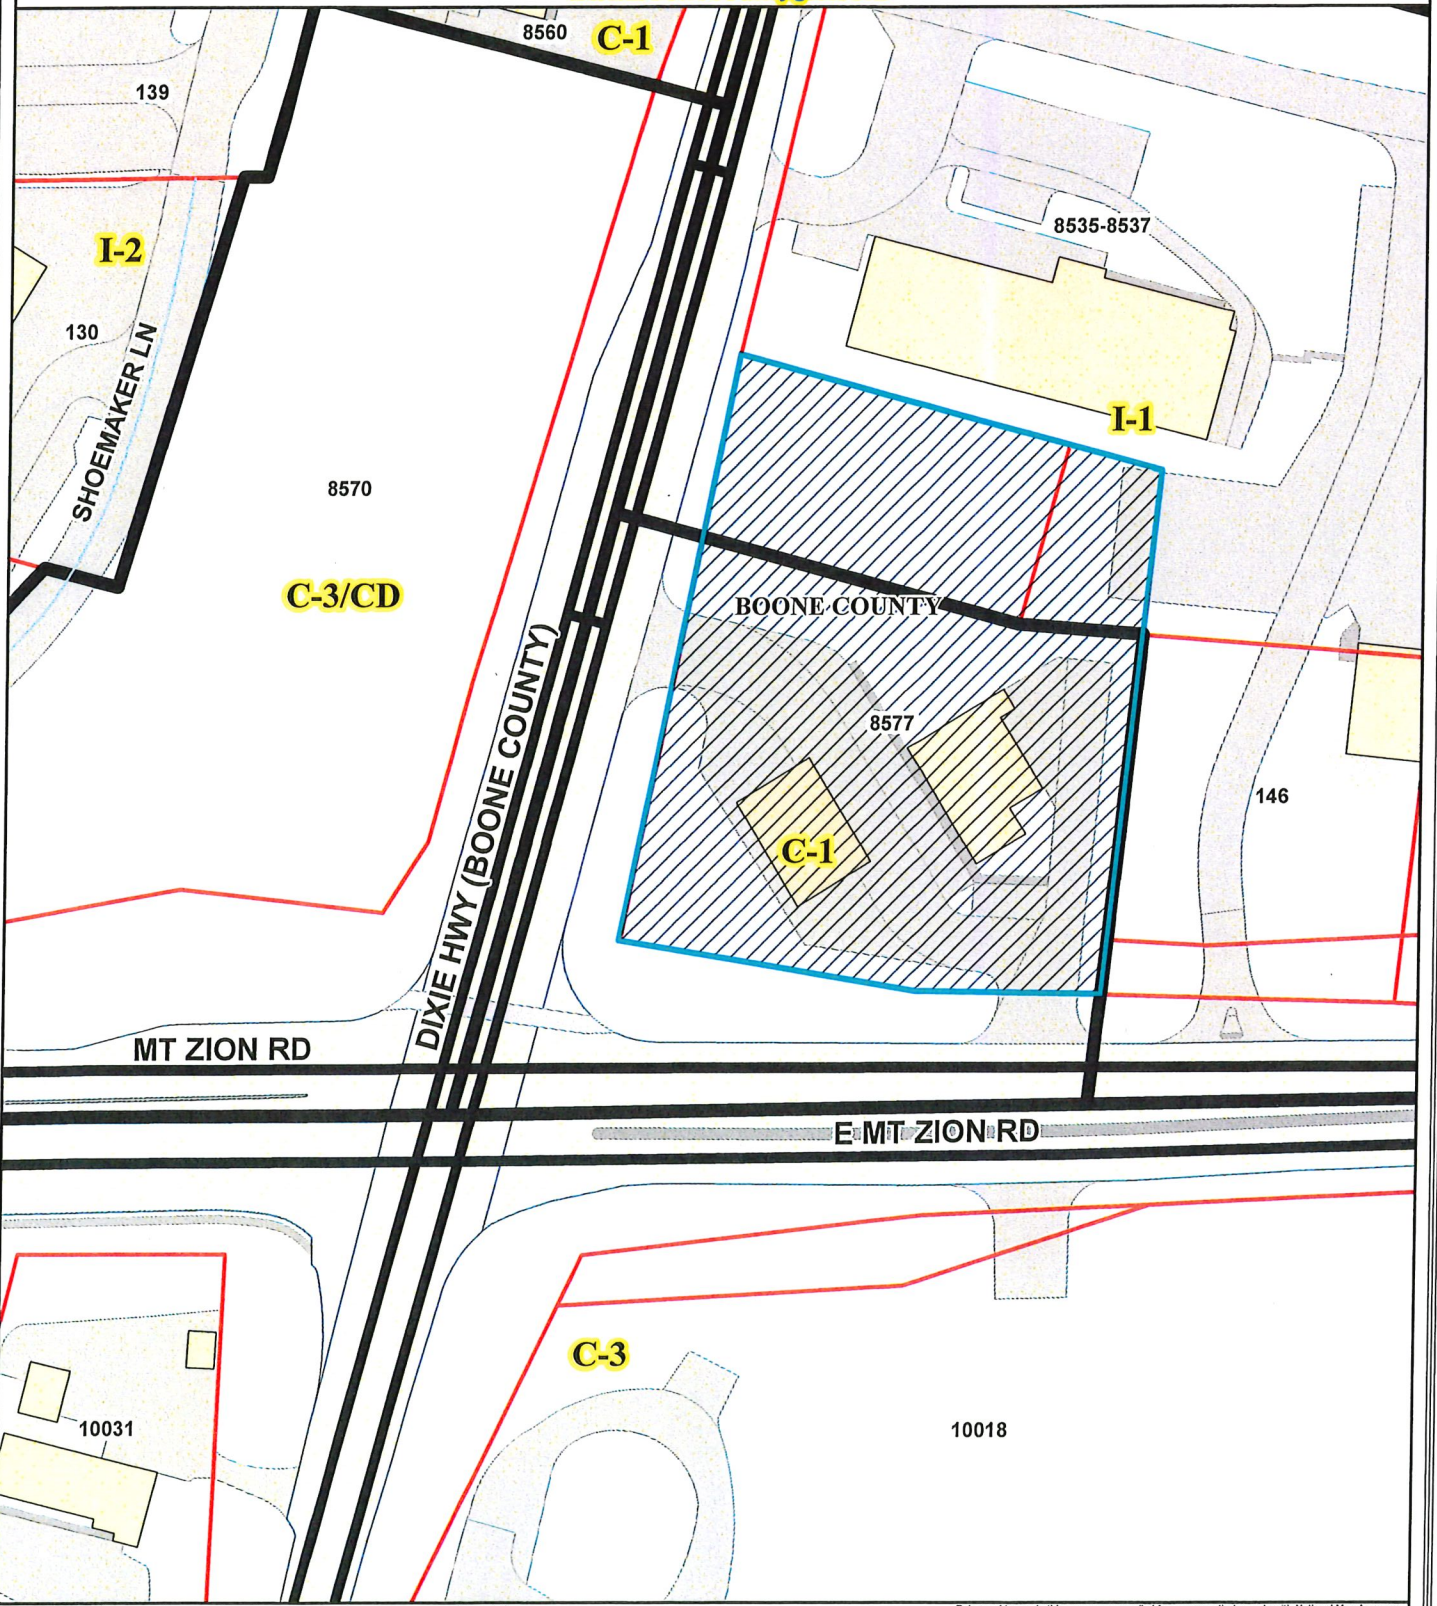 8560
C-1
139
8535-8537
I-2
130
SHOEMAKER LN
I-1
8570
C-3/CD
BOONE COUNTY
DIXIE HWY (BOONE COUNTY)
8577
146
C-1
MT ZION RD
E MT ZION RD
C-3
10031
10018